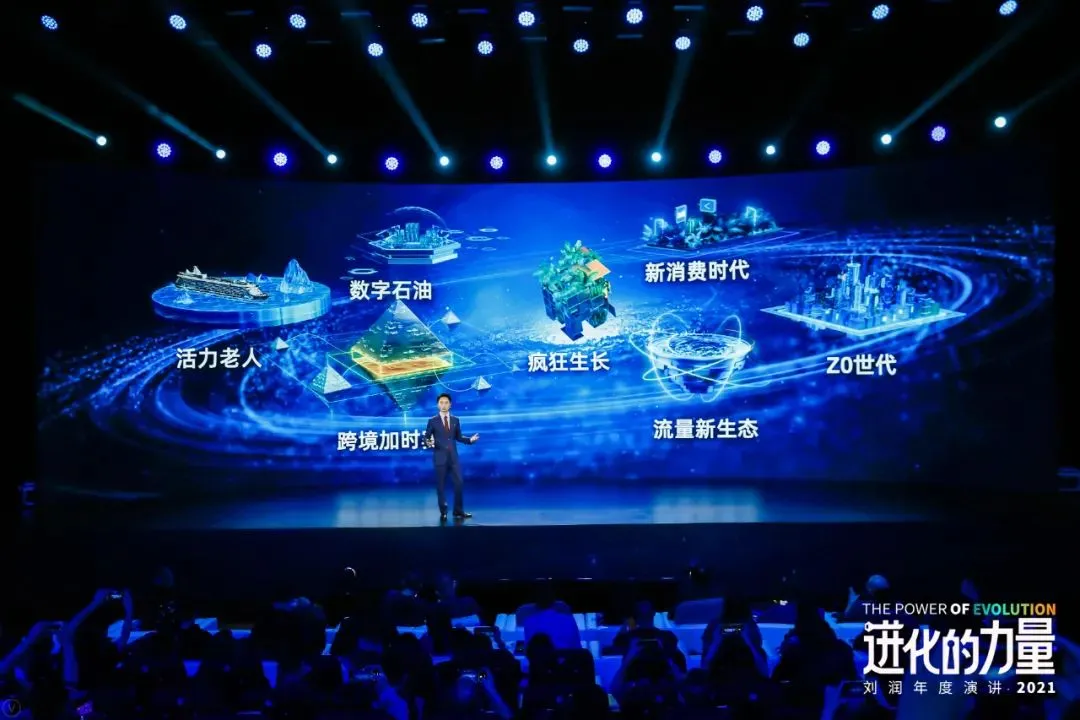 数字石油
新消费时代
活力老人
疯狂生长
Z0世代
跨境加时
流量新生态
THE POWER OF EVOLUTION
进化的力量
刘润年度演讲·2021